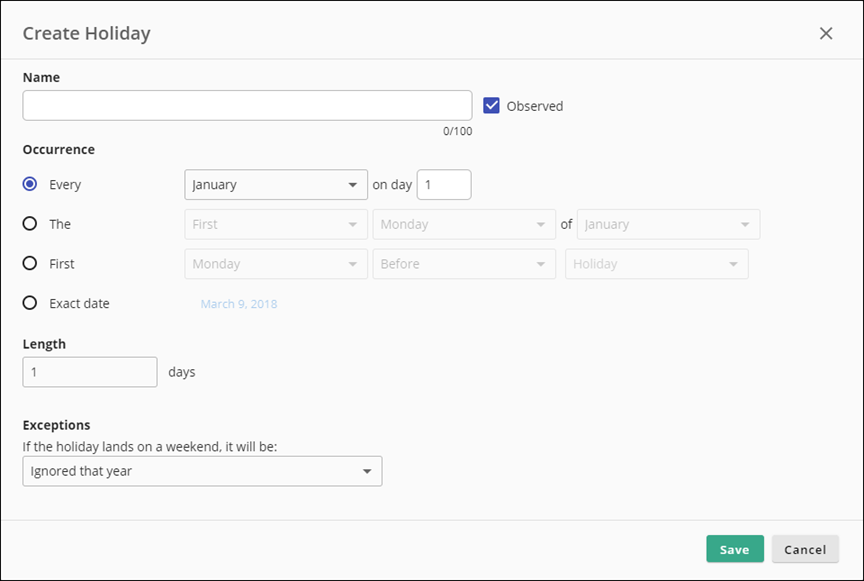 Create Holiday
Name
Observed
0/100
Occurrence
Every January on day 1
The First Monday of January
First Monday Before Holiday
Exact date March 9, 2018
Length
1 days
Exceptions
If the holiday lands on a weekend, it will be:
Ignored that year
Save Cancel